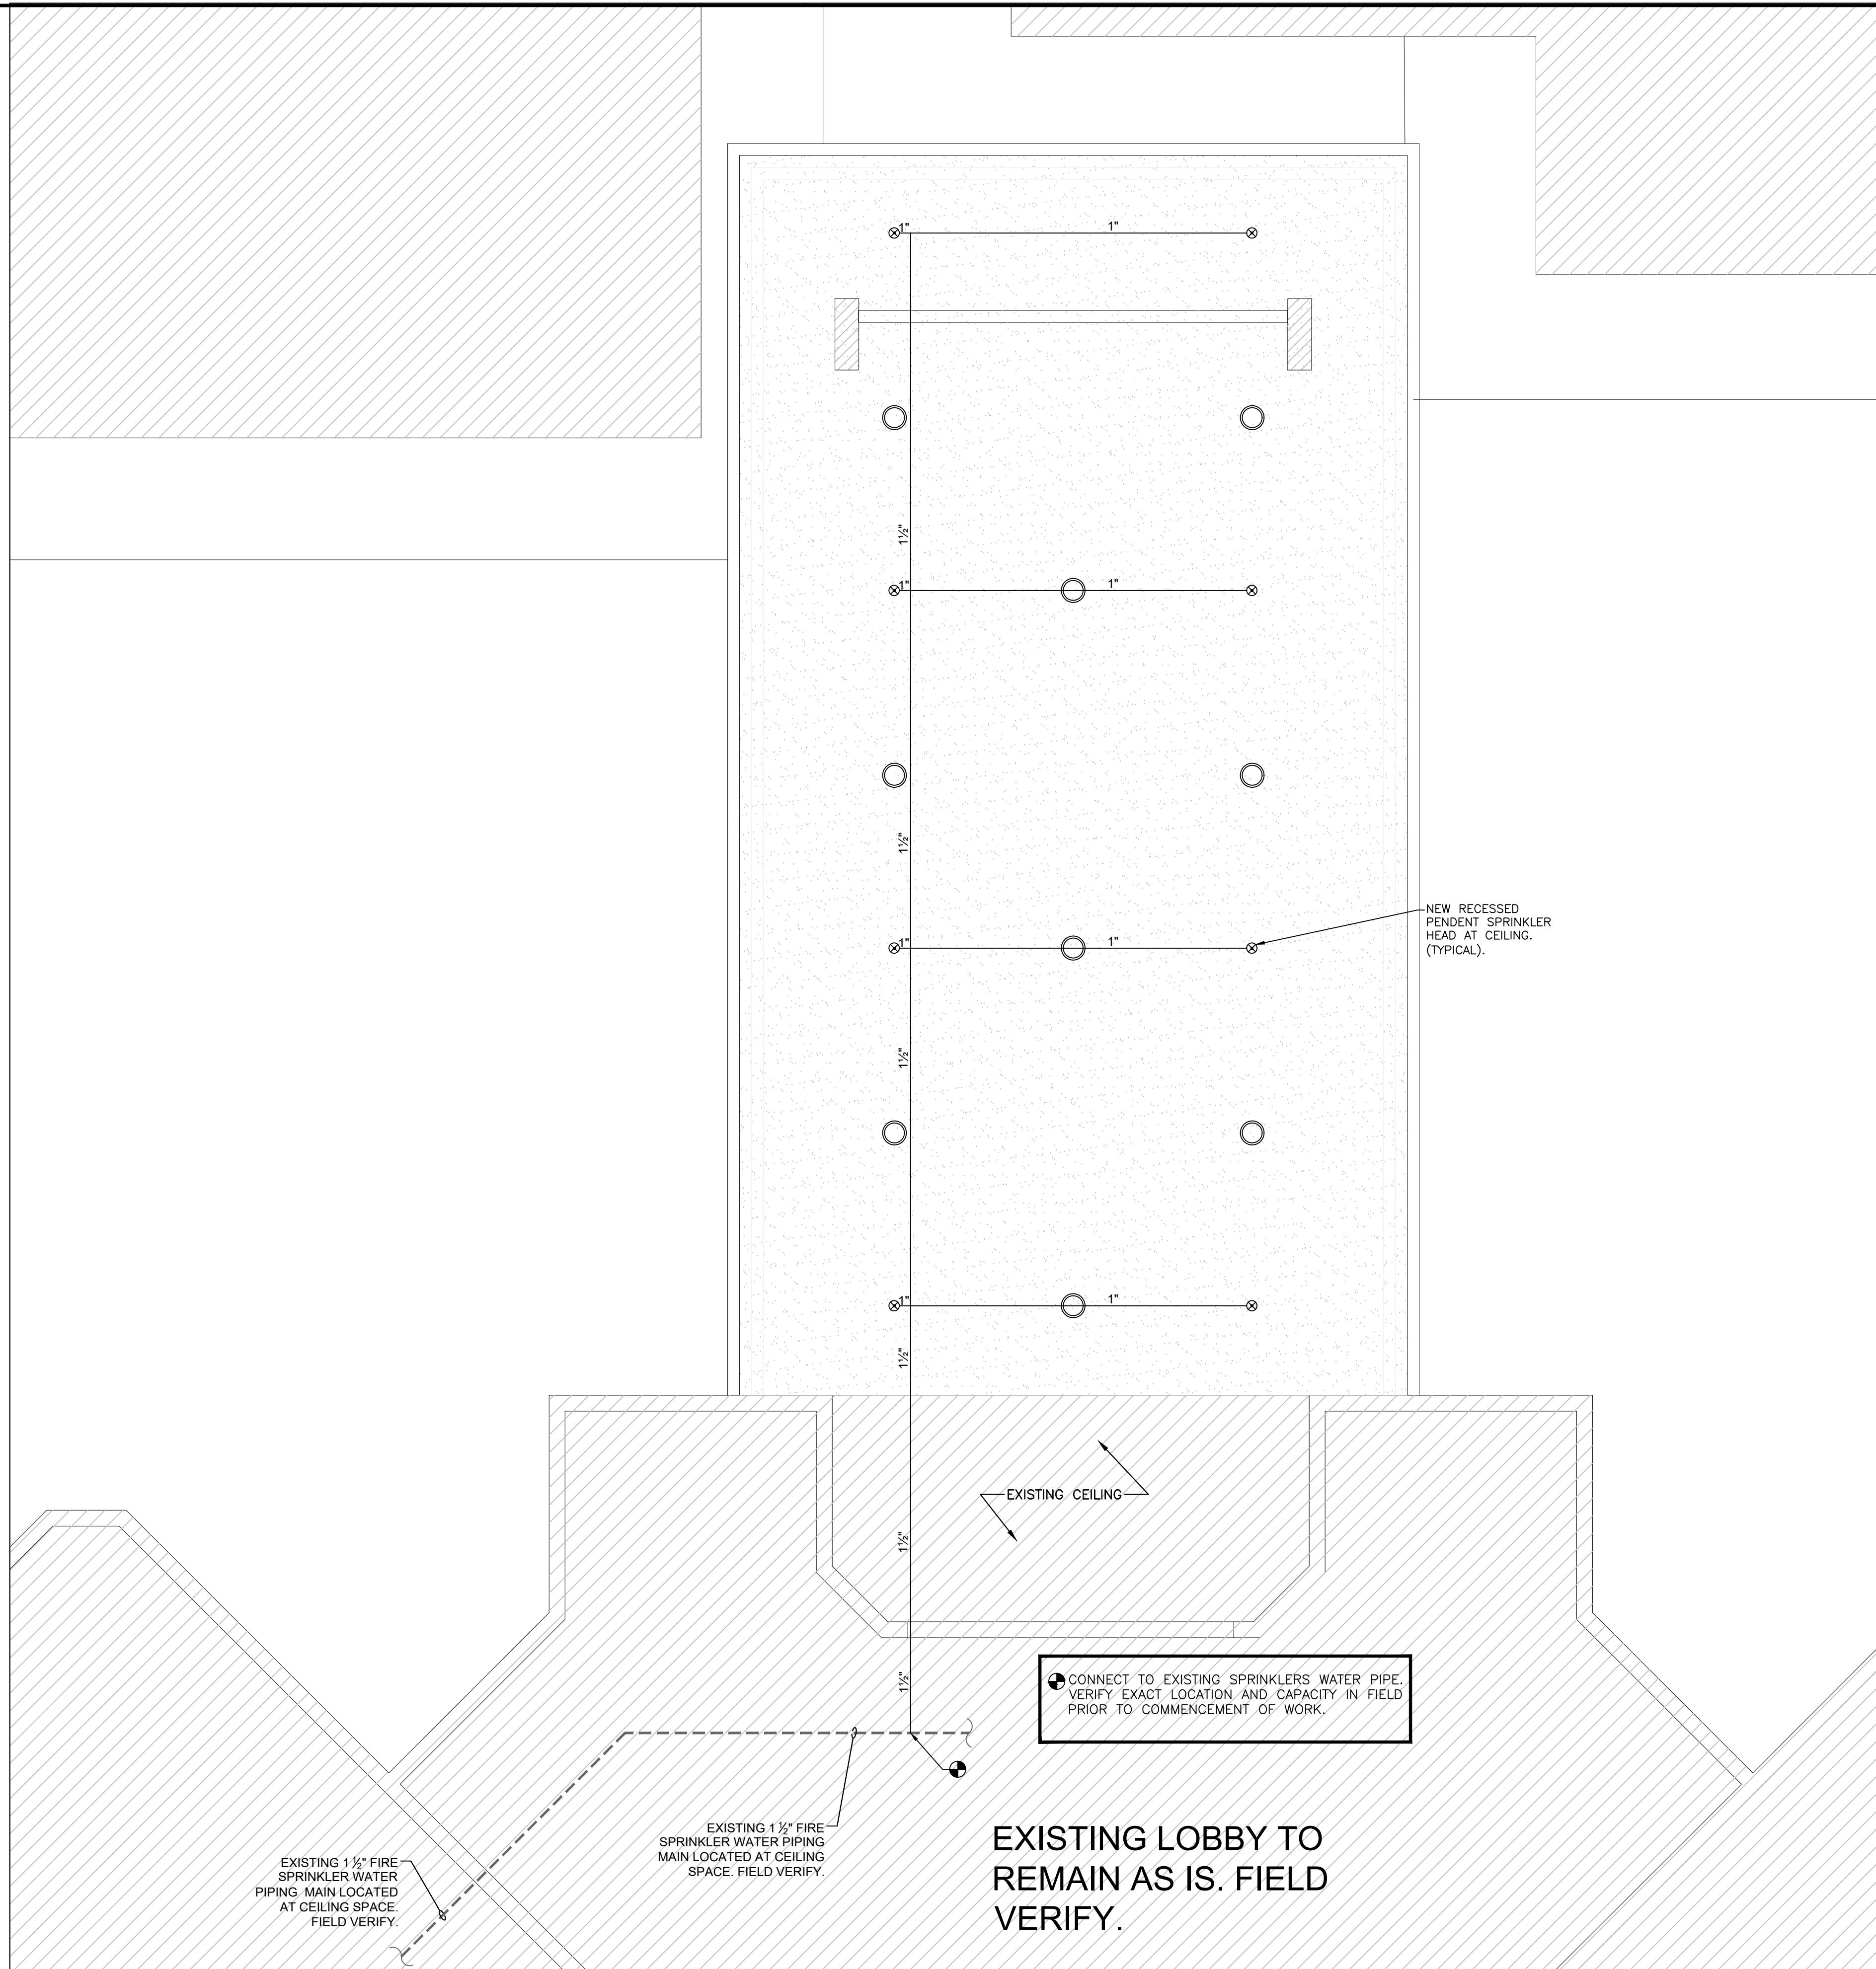 1" 1"
1½"
1" 1"
1½"
NEW RECESSED
PENDENT SPRINKLER
HEAD AT CEILING.
(TYPICAL).
1" 1"
1½"
1" 1"
1½"
EXISTING CEILING
1½"
1½"
CONNECT TO EXISTING SPRINKLERS WATER PIPE.
VERIFY EXACT LOCATION AND CAPACITY IN FIELD
PRIOR TO COMMENCEMENT OF WORK.
EXISTING 1 ½" FIRE
SPRINKLER WATER PIPING
MAIN LOCATED AT CEILING
SPACE. FIELD VERIFY.
EXISTING 1 ½" FIRE
SPRINKLER WATER
PIPING MAIN LOCATED
AT CEILING SPACE.
FIELD VERIFY.
EXISTING LOBBY TO
REMAIN AS IS. FIELD
VERIFY.